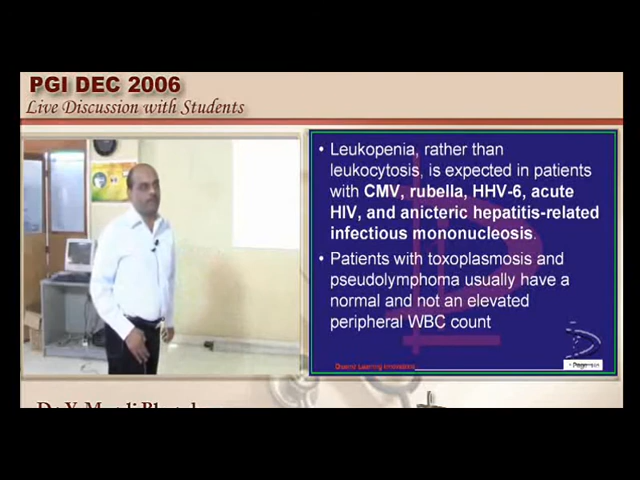 PGI DEC 2006
Live Discussion with Students
• Leukopenia, rather than
leukocytosis, is expected in patients
with CMV, rubella, HHV-6, acute
HIV, and anicteric hepatitis-related
infectious mononucleosis.
• Patients with toxoplasmosis and
pseudolymphoma usually have a
normal and not an elevated
peripheral WBC count
Learning Innovations